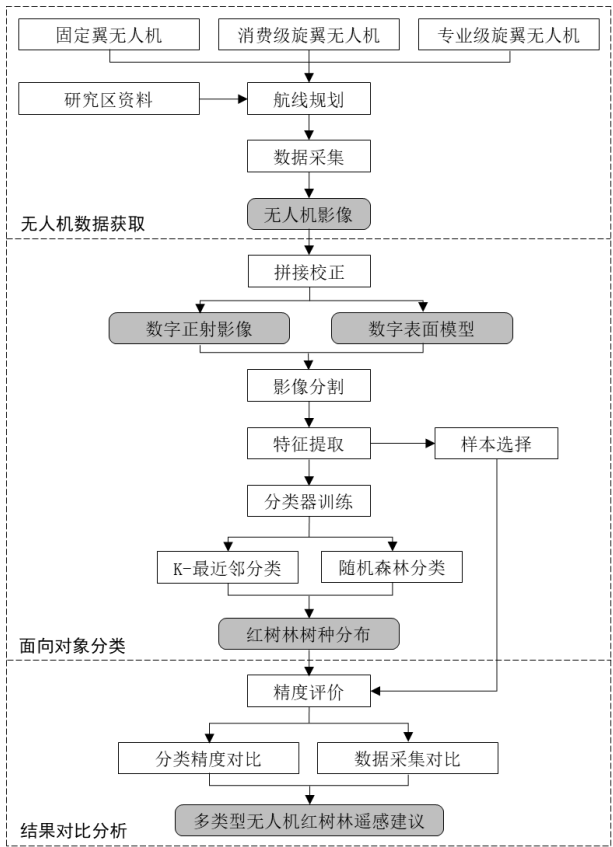 固定翼无人机
消费级旋翼无人机
专业级旋翼无人机
研究区资料
航线规划
数据采集
无人机影像
无人机数据获取
拼接校正
数字正射影像
数字表面模型
影像分割
特征提取
样本选择
分类器训练
K-最近邻分类
随机森林分类
红树林树种分布
面向对象分类
精度评价
分类精度对比
数据采集对比
多类型无人机红树林遥感建议
结果对比分析